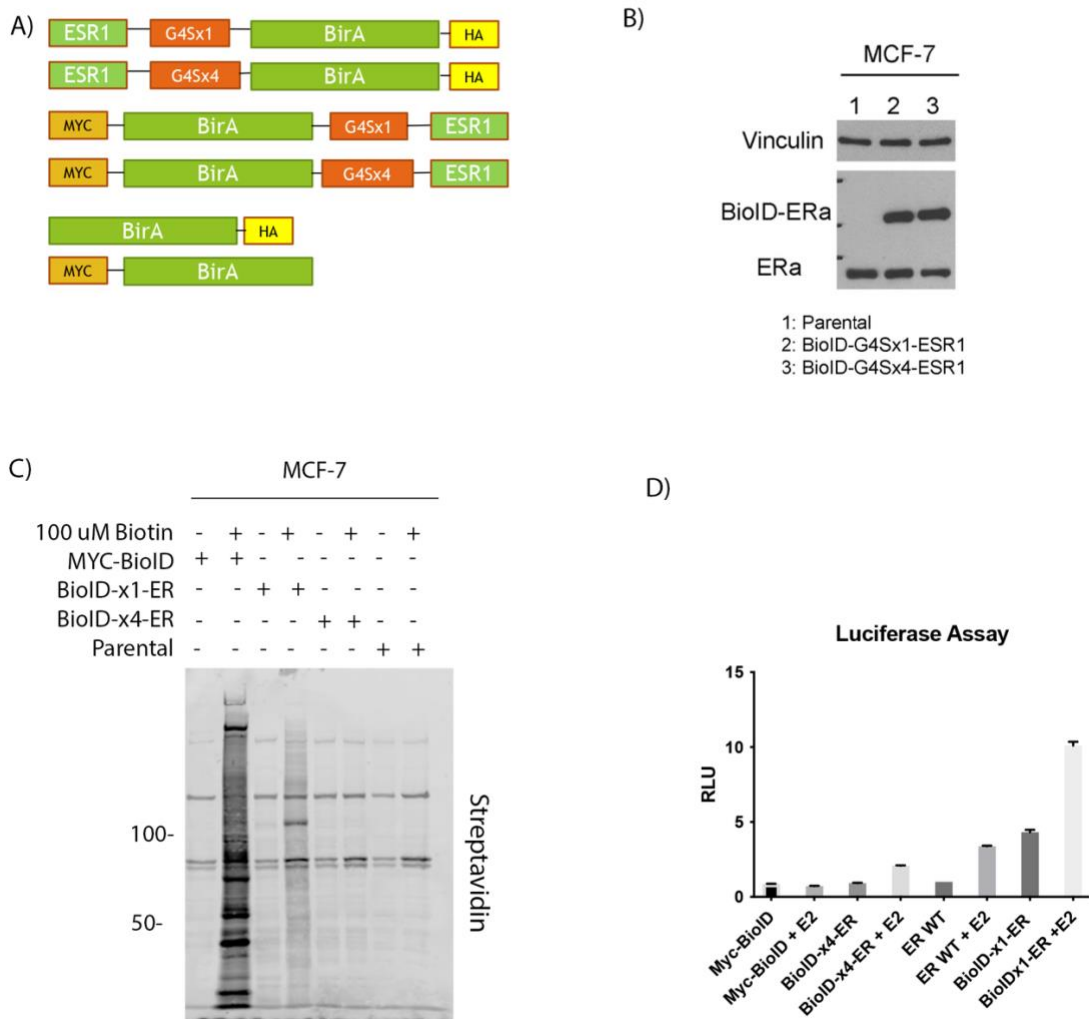 A)
ESR1 G4Sx1 BirA HA
ESR1 G4Sx4 BirA HA
MYC BirA G4Sx1 ESR1
MYC BirA G4Sx4 ESR1
BirA HA
MYC BirA
B)
MCF-7
1 2 3
Vinculin
BioID-ERa
ERa
1: Parental
2: BioID-G4Sx1-ESR1
3: BioID-G4Sx4-ESR1
C)
MCF-7
100 uM Biotin - + - + - + - +
MYC-BioID + + - - - - - -
BioID-x1-ER - - + + - - - -
BioID-x4-ER - - - - + + - -
Parental - - - - - - + +
100-
50-
Streptavidin
D)
Luciferase Assay
RLU
15
10
5
0
Myc-BioID
Myc-BioID + E2
BioID-x4-ER
BioID-x4-ER + E2
ER WT
ER WT + E2
BioID-x1-ER
BioIDx1-ER +E2